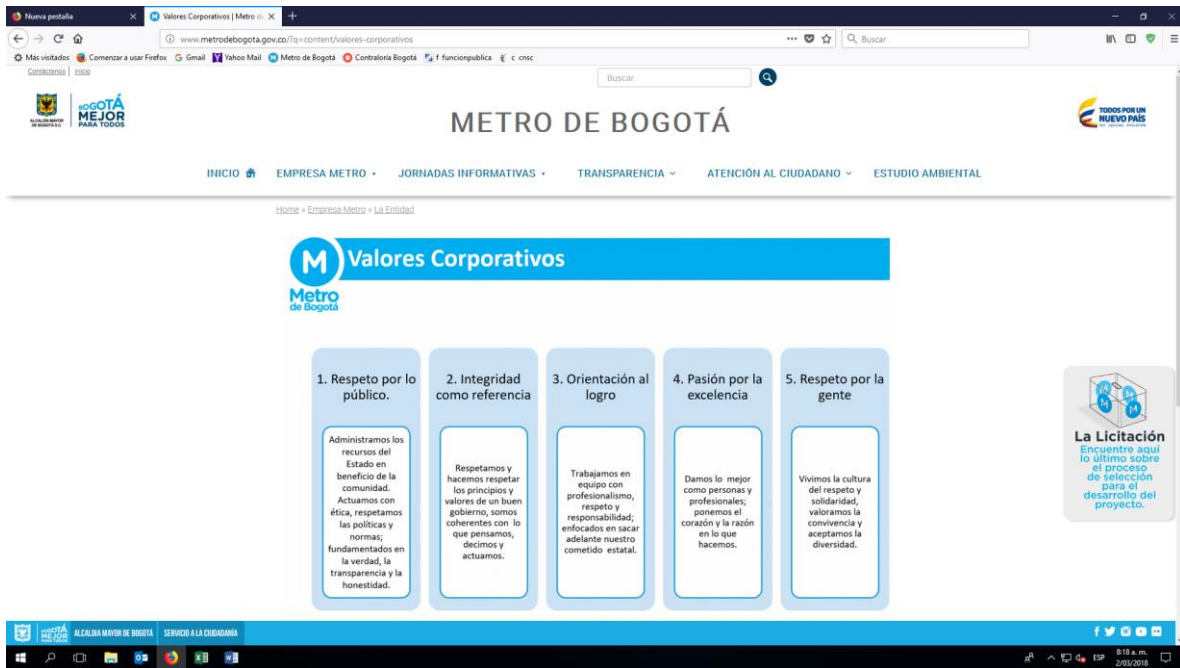 Nueva pestaña
Valores Corporativos | Metro de
www.metrodebogota.gov.co/?q=content/valores-corporativos
Buscar
Más visitados Comenzar a usar Firefox Gmail Yahoo Mail Metro de Bogotá Contraloría Bogotá f funcionpublica c cnsc
Contáctenos Inicio
Buscar
ALCALDÍA MAYOR
DE BOGOTÁ D.C.
BOGOTÁ
MEJOR
PARA TODOS
METRO DE BOGOTÁ
TODOS POR UN
NUEVO PAÍS
INICIO EMPRESA METRO JORNADAS INFORMATIVAS TRANSPARENCIA ATENCIÓN AL CIUDADANO ESTUDIO AMBIENTAL
Home » Empresa Metro » La Entidad
M Valores Corporativos
Metro
de Bogotá
1. Respeto por lo
público.
Administramos los
recursos del
Estado en
beneficio de la
comunidad.
Actuamos con
ética, respetamos
las políticas y
normas;
fundamentados en
la verdad, la
transparencia y la
honestidad.
2. Integridad
como referencia
Respetamos y
hacemos respetar
los principios y
valores de un buen
gobierno, somos
coherentes con lo
que pensamos,
decimos y
actuamos.
3. Orientación al
logro
Trabajamos en
equipo con
profesionalismo,
respeto y
responsabilidad;
enfocados en sacar
adelante nuestro
cometido estatal.
4. Pasión por la
excelencia
Damos lo mejor
como personas y
profesionales;
ponemos el
corazón y la razón
en lo que
hacemos.
5. Respeto por la
gente
Vivimos la cultura
del respeto y
solidaridad,
valoramos la
convivencia y
aceptamos la
diversidad.
M M
M M
La Licitación
Encuentre aquí
lo último sobre
el proceso
de selección
para el
desarrollo del
proyecto.
BOGOTÁ
MEJOR
PARA TODOS
ALCALDIA MAYOR DE BOGOTÁ SERVICIO A LA CIUDADANÍA
ESP
8:18 a. m.
2/03/2018